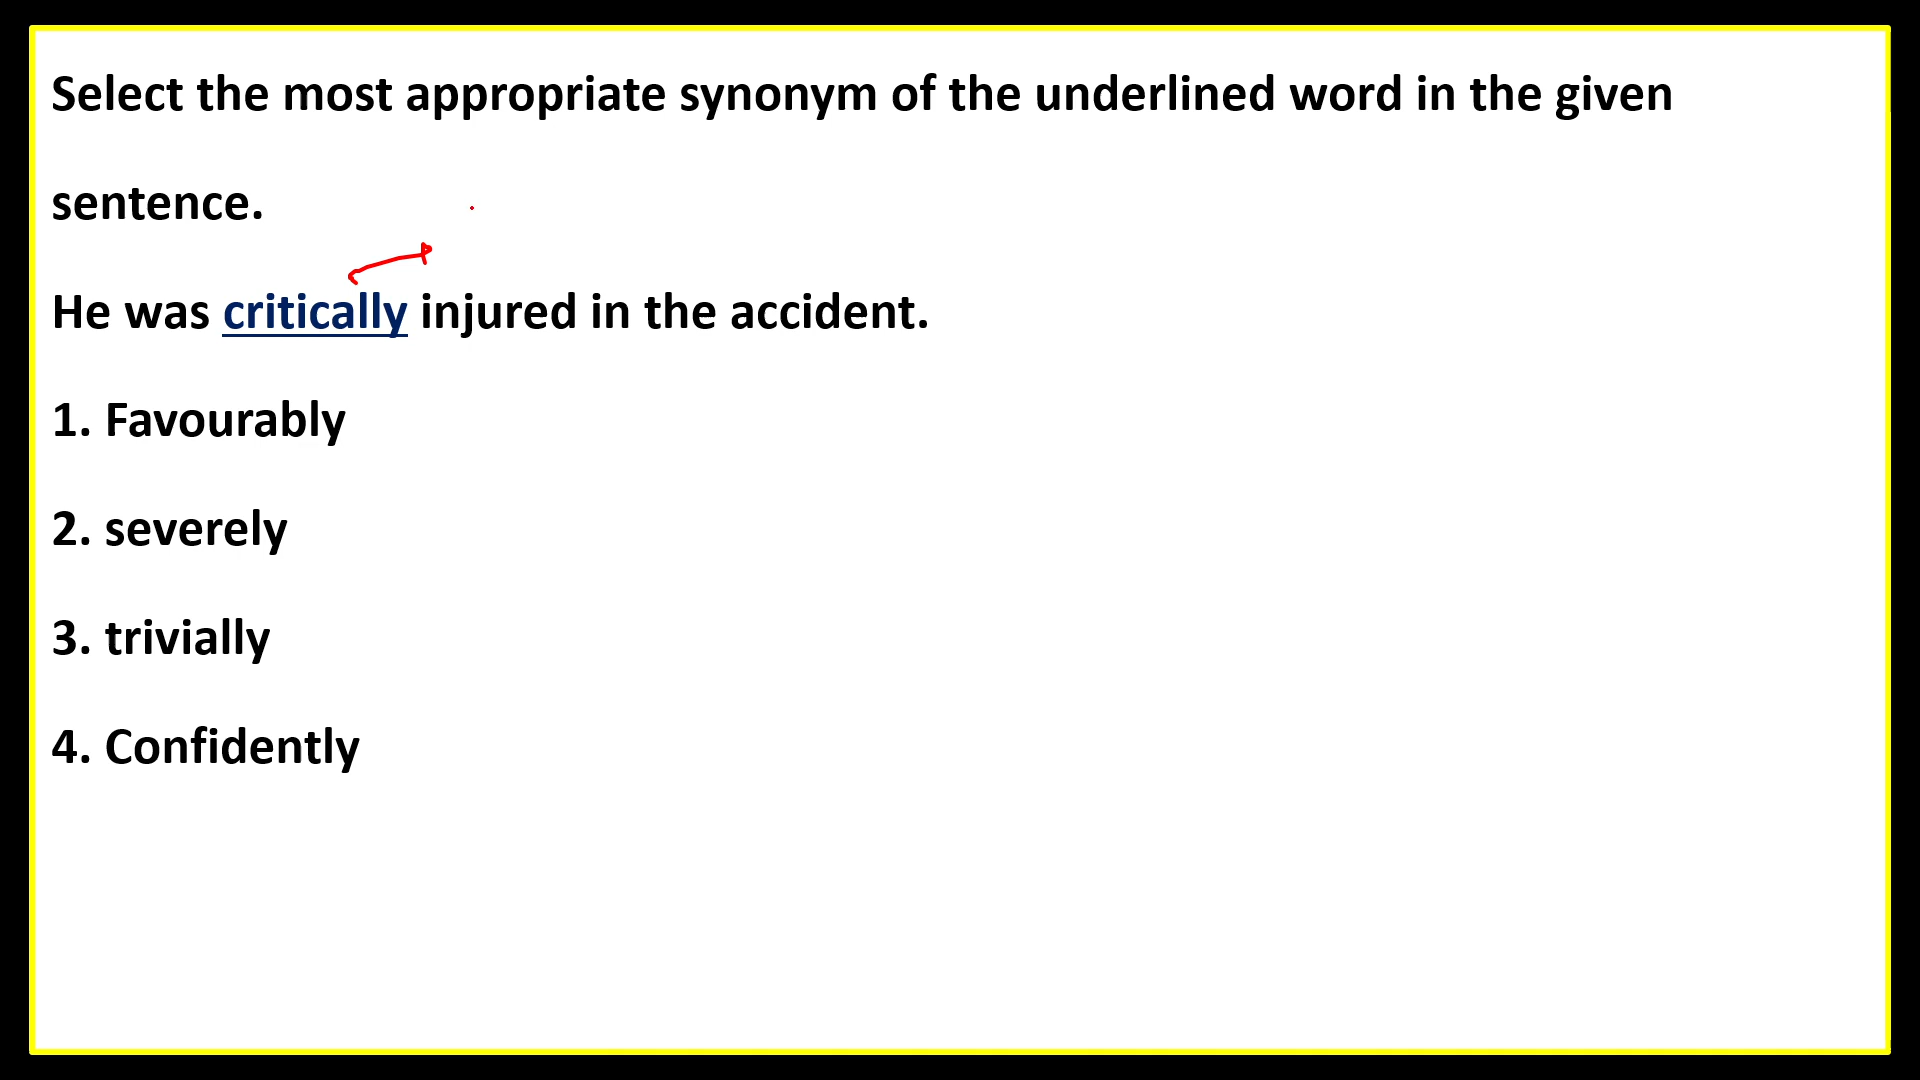 Select the most appropriate synonym of the underlined word in the given
sentence.
He was critically injured in the accident.
1. Favourably
2. severely
3. trivially
4. Confidently